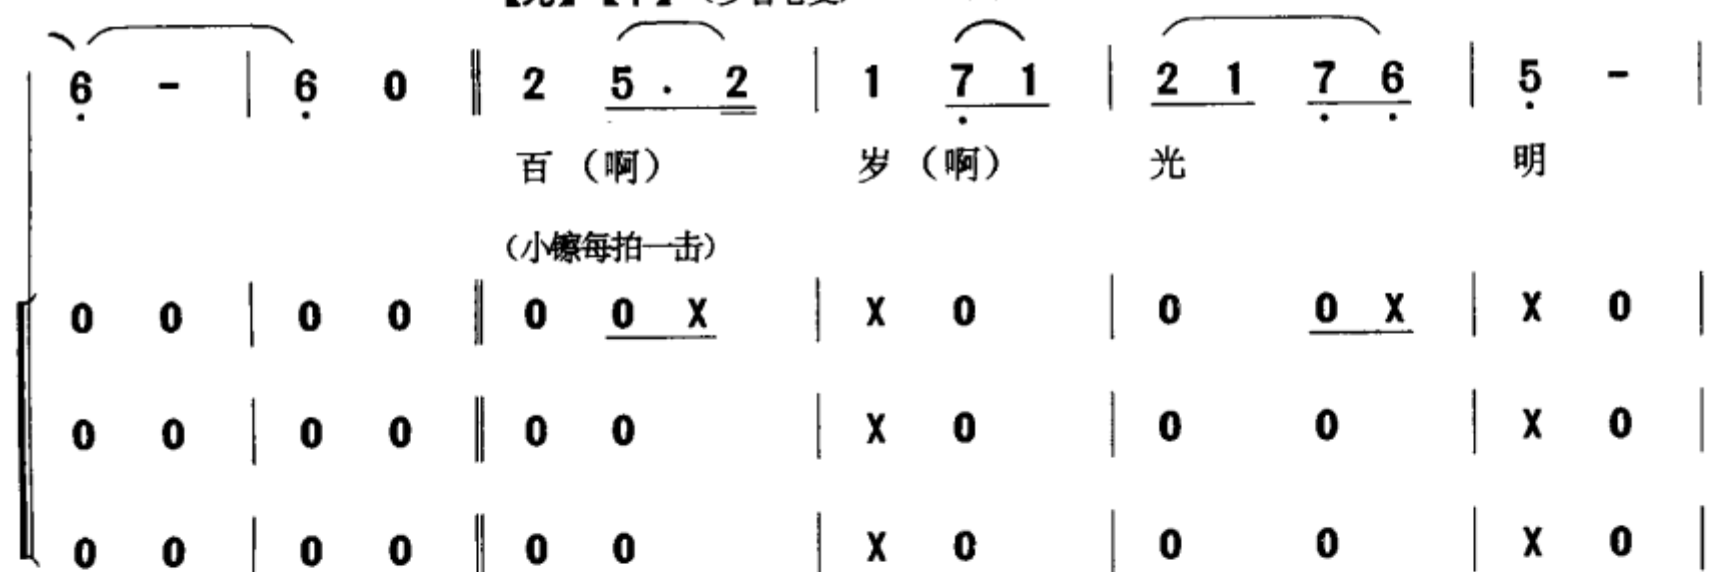 6 - | 6 0 || 2 5 . 2 | 1 7 1 | 2 1 7 6 | 5 - |
百（啊） 岁（啊） 光 明
（小镲每拍一击）
0 0 | 0 0 || 0 0 X | X 0 | 0 0 X | X 0 |
0 0 | 0 0 || 0 0 | X 0 | 0 0 | X 0 |
0 0 | 0 0 || 0 0 | X 0 | 0 0 | X 0 |